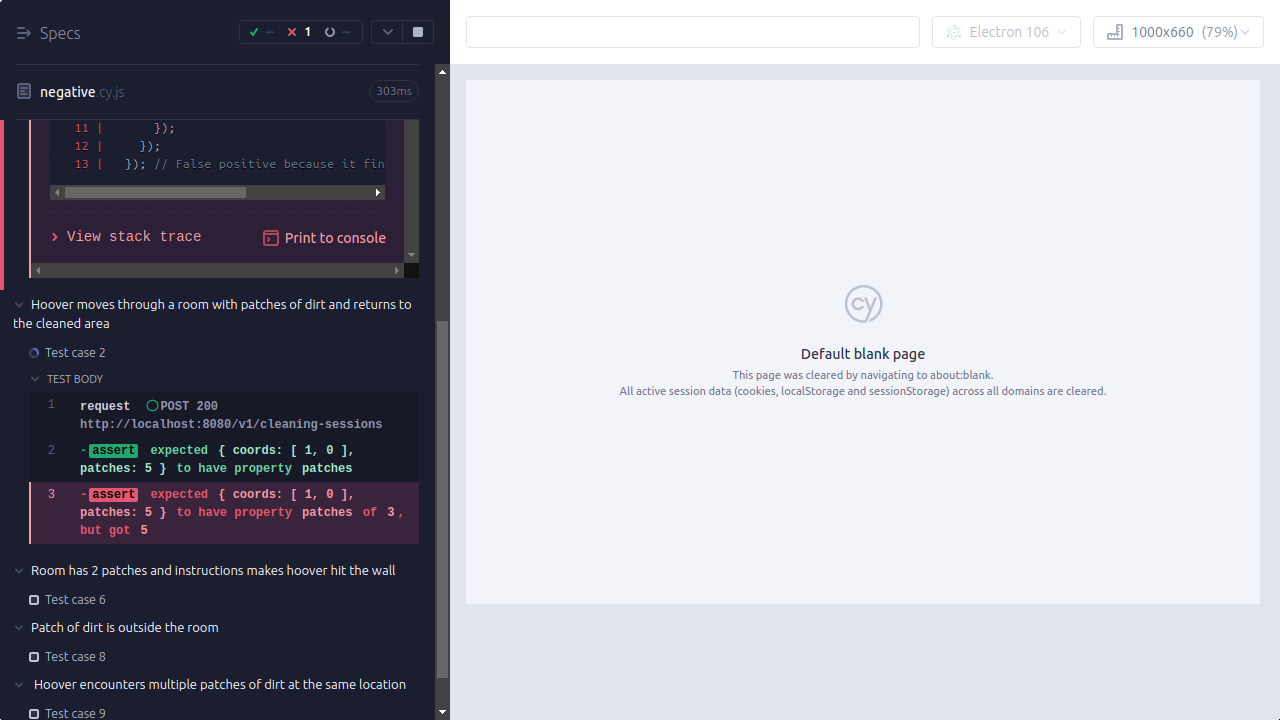 Specs
-- 1 --
Electron 106
1000x660 (79%)
negative.cy.js
303ms
11 | });
12 | });
13 | }); // False positive because it fin
View stack trace
Print to console
Hoover moves through a room with patches of dirt and returns to
the cleaned area
Test case 2
TEST BODY
1 request POST 200
http://localhost:8080/v1/cleaning-sessions
2 -assert expected { coords: [ 1, 0 ],
patches: 5 } to have property patches
3 -assert expected { coords: [ 1, 0 ],
patches: 5 } to have property patches of 3,
but got 5
Room has 2 patches and instructions makes hoover hit the wall
Test case 6
Patch of dirt is outside the room
Test case 8
Hoover encounters multiple patches of dirt at the same location
Test case 9
cy
Default blank page
This page was cleared by navigating to about:blank.
All active session data (cookies, localStorage and sessionStorage) across all domains are cleared.